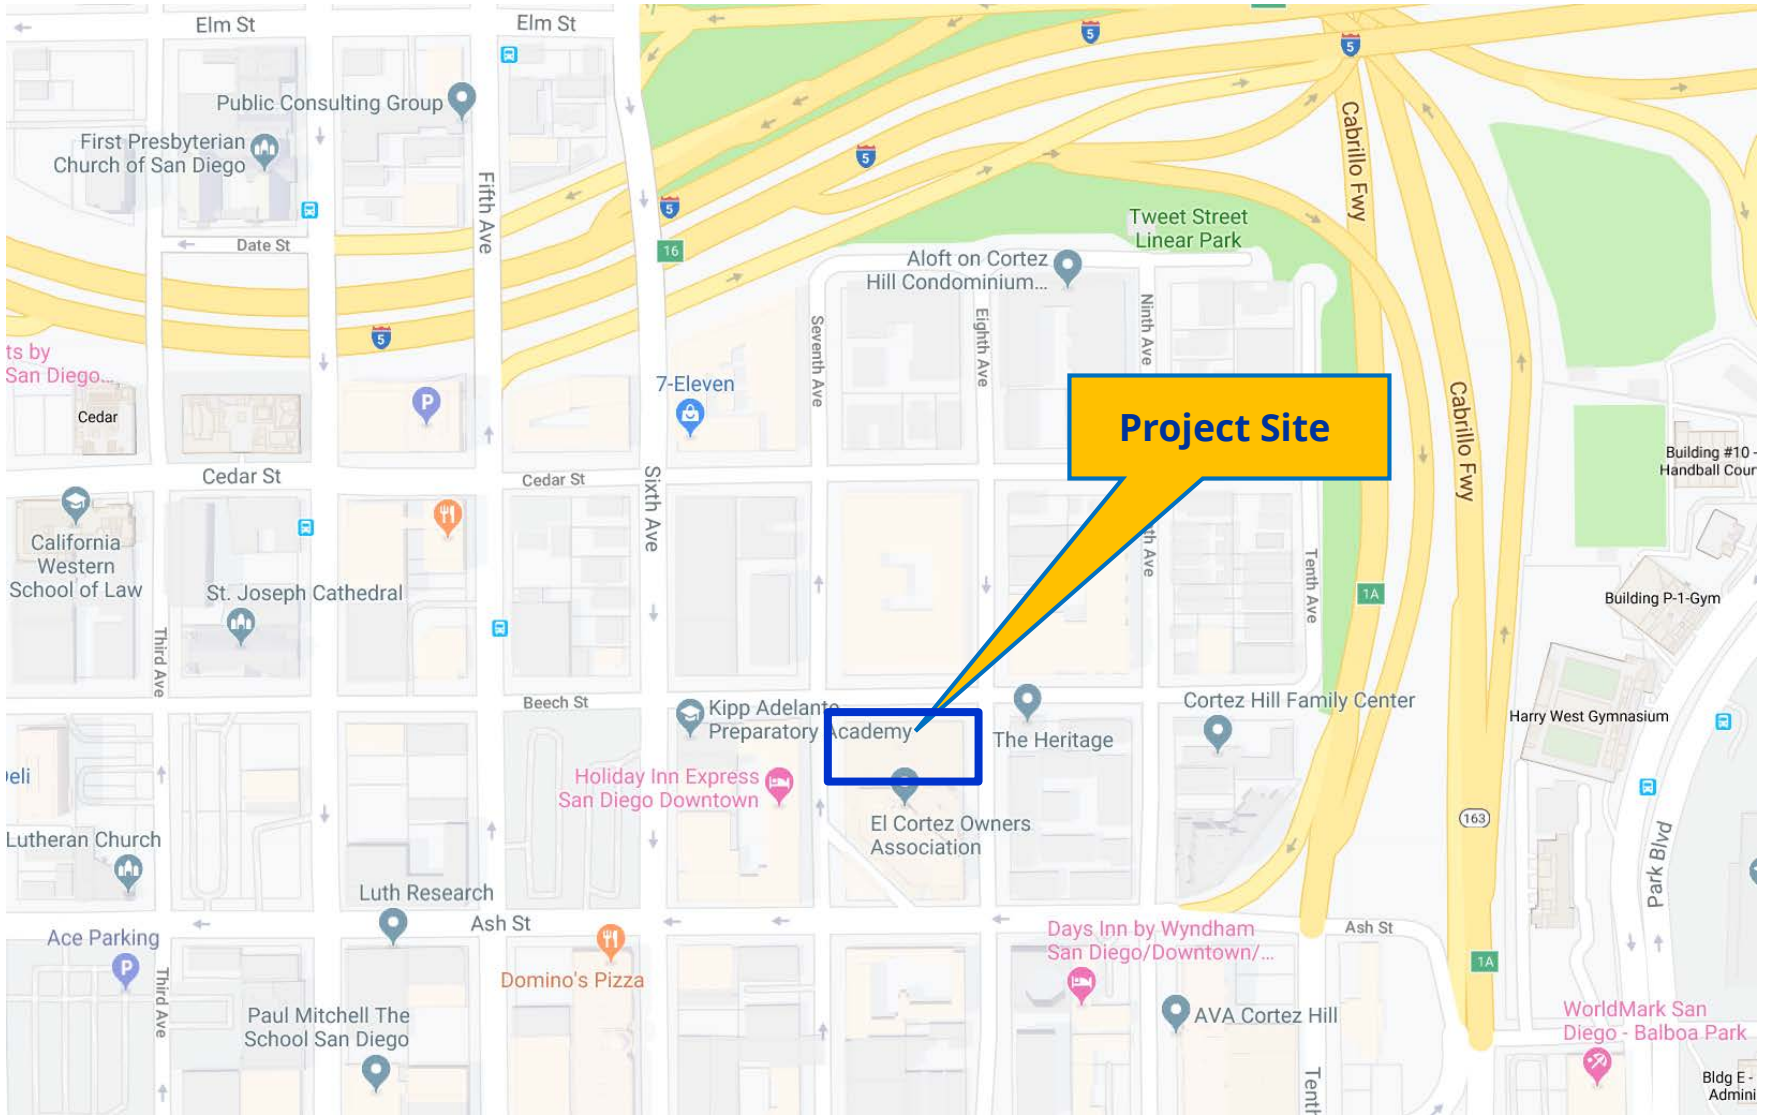 Elm St
Elm St
5
5
Public Consulting Group
First Presbyterian
Church of San Diego
Cabrillo Fwy
5
Fifth Ave
5
Tweet Street
Linear Park
Date St
16
Aloft on Cortez
Hill Condominium...
Seventh Ave
Eighth Ave
Ninth Ave
5
ts by
San Diego...
7-Eleven
P
Cedar
Project Site
Cabrillo Fwy
Building #10 -
Handball Cour
Cedar St
Cedar St
Sixth Ave
California
Western
School of Law
th Ave
Tenth Ave
St. Joseph Cathedral
1A
Building P-1-Gym
Third Ave
Beech St
Kipp Adelante
Preparatory Academy
The Heritage
Cortez Hill Family Center
Harry West Gymnasium
eli
Holiday Inn Express
San Diego Downtown
El Cortez Owners
Association
163
Lutheran Church
Park Blvd
Luth Research
Ash St
Ash St
Ace Parking
P
Days Inn by Wyndham
San Diego/Downtown/...
1A
Domino's Pizza
Third Ave
Paul Mitchell The
School San Diego
AVA Cortez Hill
WorldMark San
Diego - Balboa Park
Tenth
Bldg E -
Admini